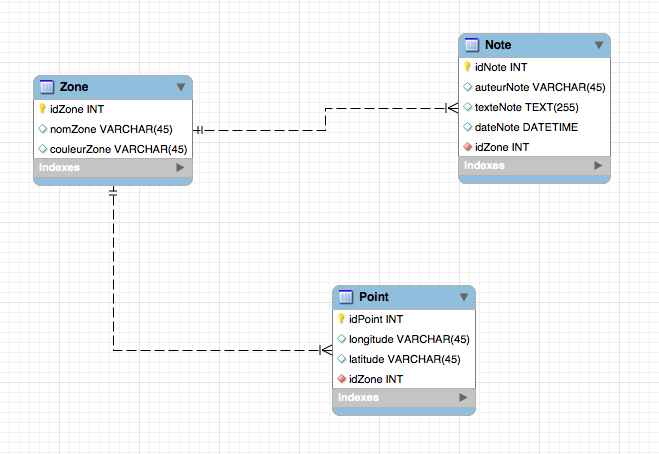 Zone
idZone INT
nomZone VARCHAR(45)
couleurZone VARCHAR(45)
Indexes
Note
idNote INT
auteurNote VARCHAR(45)
texteNote TEXT(255)
dateNote DATETIME
idZone INT
Indexes
Point
idPoint INT
longitude VARCHAR(45)
latitude VARCHAR(45)
idZone INT
Indexes